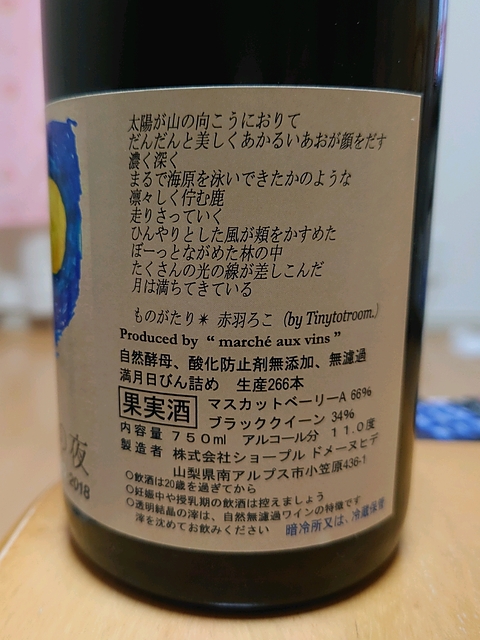 太陽が山の向こうにおりて
だんだんと美しくあかるいあおが顔をだす
濃く深く
まるで海原を泳いできたかのような
凛々しく佇む鹿
走りさっていく
ひんやりとした風が頬をかすめた
ぼーっとながめた林の中
たくさんの光の線が差しこんだ
月は満ちてきている
ものがたり＊ 赤羽ろこ (by Tinytotroom.)
Produced by “ marché aux vins ”
自然酵母、酸化防止剤無添加、無濾過
満月日びん詰め 生産266本
果実酒 マスカットベーリーA 66%
ブラッククイーン 34%
内容量 750ml アルコール分 11.0度
製造者 株式会社ショープル ドメーヌヒデ
山梨県南アルプス市小笠原436-1
○飲酒は20歳を過ぎてから
○妊娠中や授乳期の飲酒は控えましょう
○透明結晶の滓は、自然無濾過ワインの特徴です
滓を沈めてお飲みください 暗冷所又は、冷蔵保管
の夜
2018